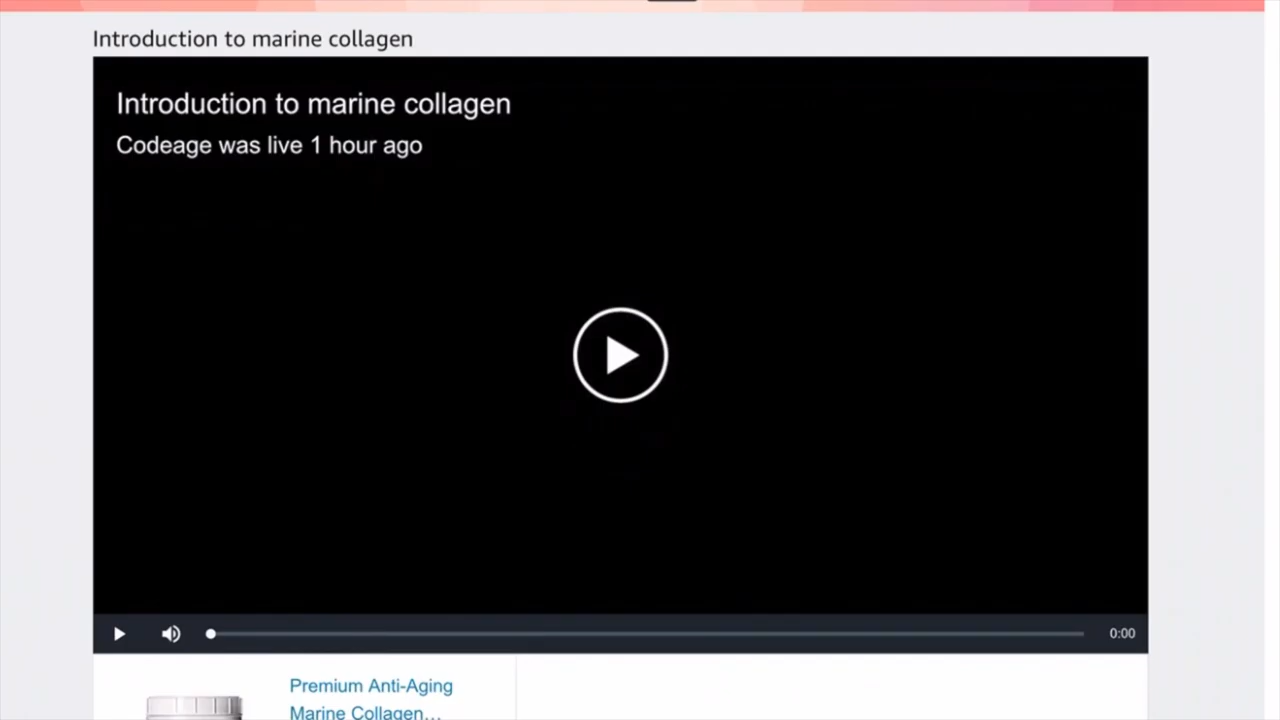 Introduction to marine collagen
Introduction to marine collagen
Codeage was live 1 hour ago
0:00
Premium Anti-Aging
Marine Collagen...